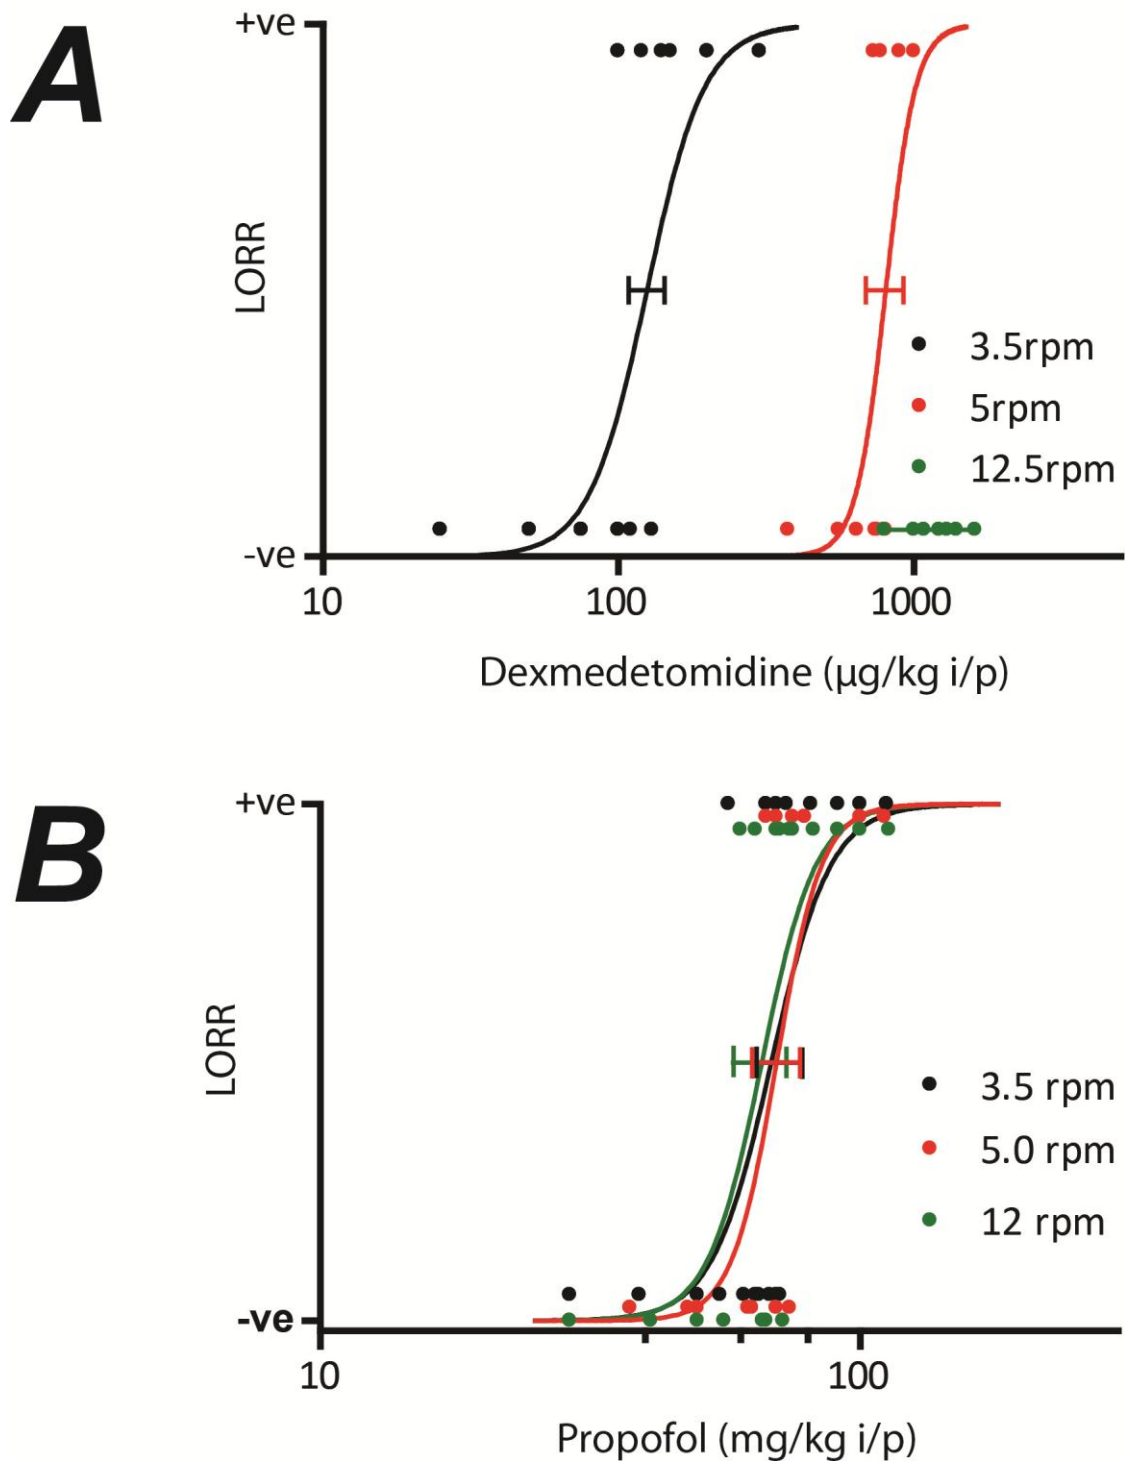 A
+ve
LORR
3.5rpm
5rpm
12.5rpm
-ve
10 100 1000
Dexmedetomidine (µg/kg i/p)
B
+ve
LORR
3.5 rpm
5.0 rpm
12 rpm
-ve
10 100
Propofol (mg/kg i/p)